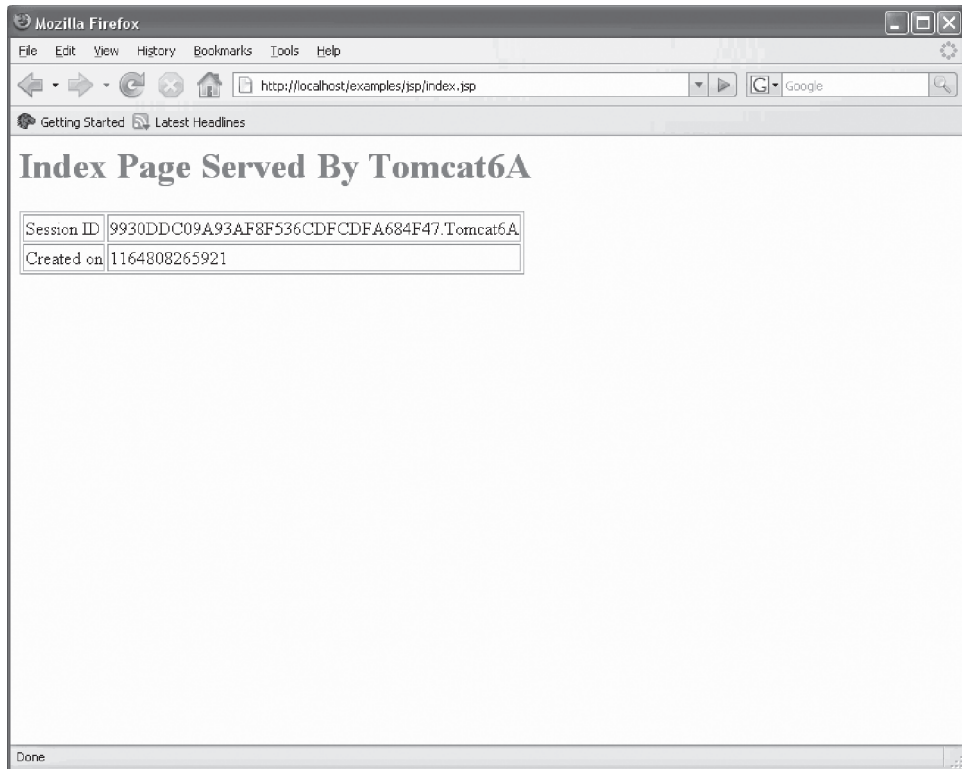 Mozilla Firefox
File Edit View History Bookmarks Tools Help
http://localhost/examples/jsp/index.jsp
G Google
Getting Started Latest Headlines
Index Page Served By Tomcat6A
Session ID 9930DDC09A93AF8F536CDFCDFA684F47.Tomcat6A
Created on 1164808265921
Done